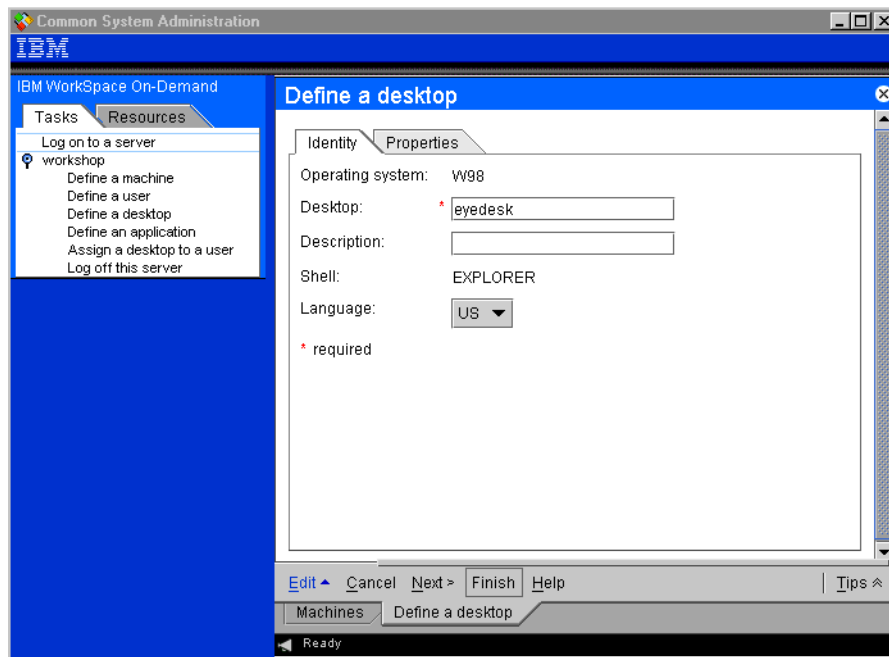 Common System Administration
IBM
IBM WorkSpace On-Demand
Tasks Resources
Log on to a server
workshop
Define a machine
Define a user
Define a desktop
Define an application
Assign a desktop to a user
Log off this server
Define a desktop
Identity Properties
Operating system: W98
Desktop: * eyedesk
Description:
Shell: EXPLORER
Language: US
* required
Edit Cancel Next > Finish Help Tips
Machines Define a desktop
Ready